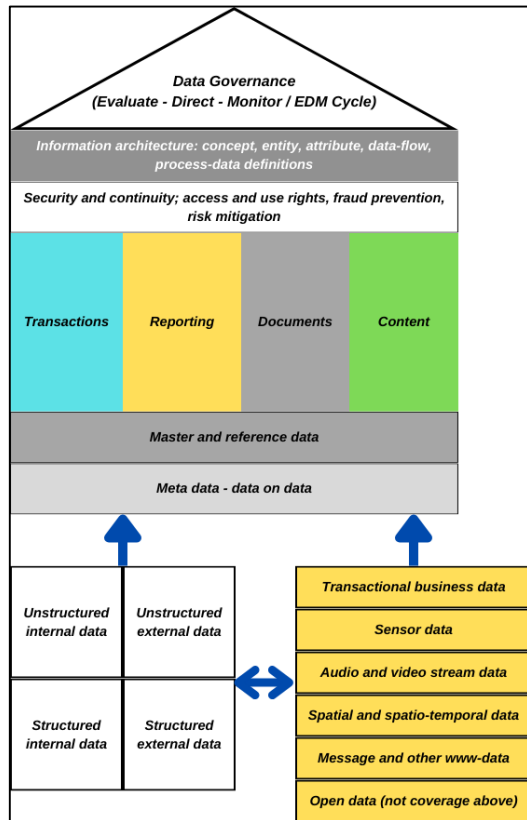 Data Governance
(Evaluate - Direct - Monitor / EDM Cycle)
Information architecture: concept, entity, attribute, data-flow,
process-data definitions
Security and continuity; access and use rights, fraud prevention,
risk mitigation
Transactions
Reporting
Documents
Content
Master and reference data
Meta data - data on data
Unstructured
internal data
Unstructured
external data
Structured
internal data
Structured
external data
Transactional business data
Sensor data
Audio and video stream data
Spatial and spatio-temporal data
Message and other www-data
Open data (not coverage above)